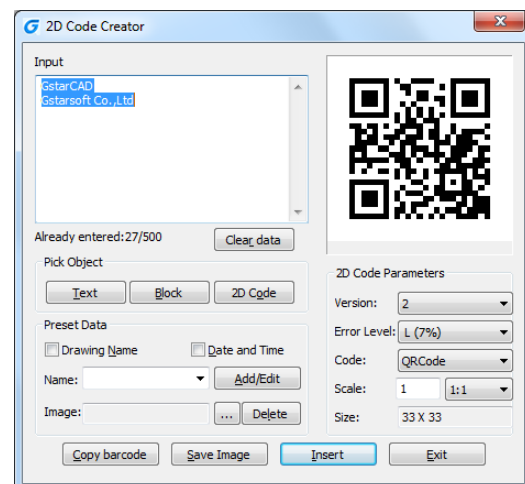 2D Code Creator
Input
GstarCAD
Gstarsoft Co.,Ltd
Already entered:27/500
Clear data
Pick Object
Text Block 2D Code
Preset Data
Drawing Name Date and Time
Name: Add/Edit
Image: ... Delete
2D Code Parameters
Version: 2
Error Level: L (7%)
Code: QRCode
Scale: 1 1:1
Size: 33 X 33
Copy barcode Save Image Insert Exit